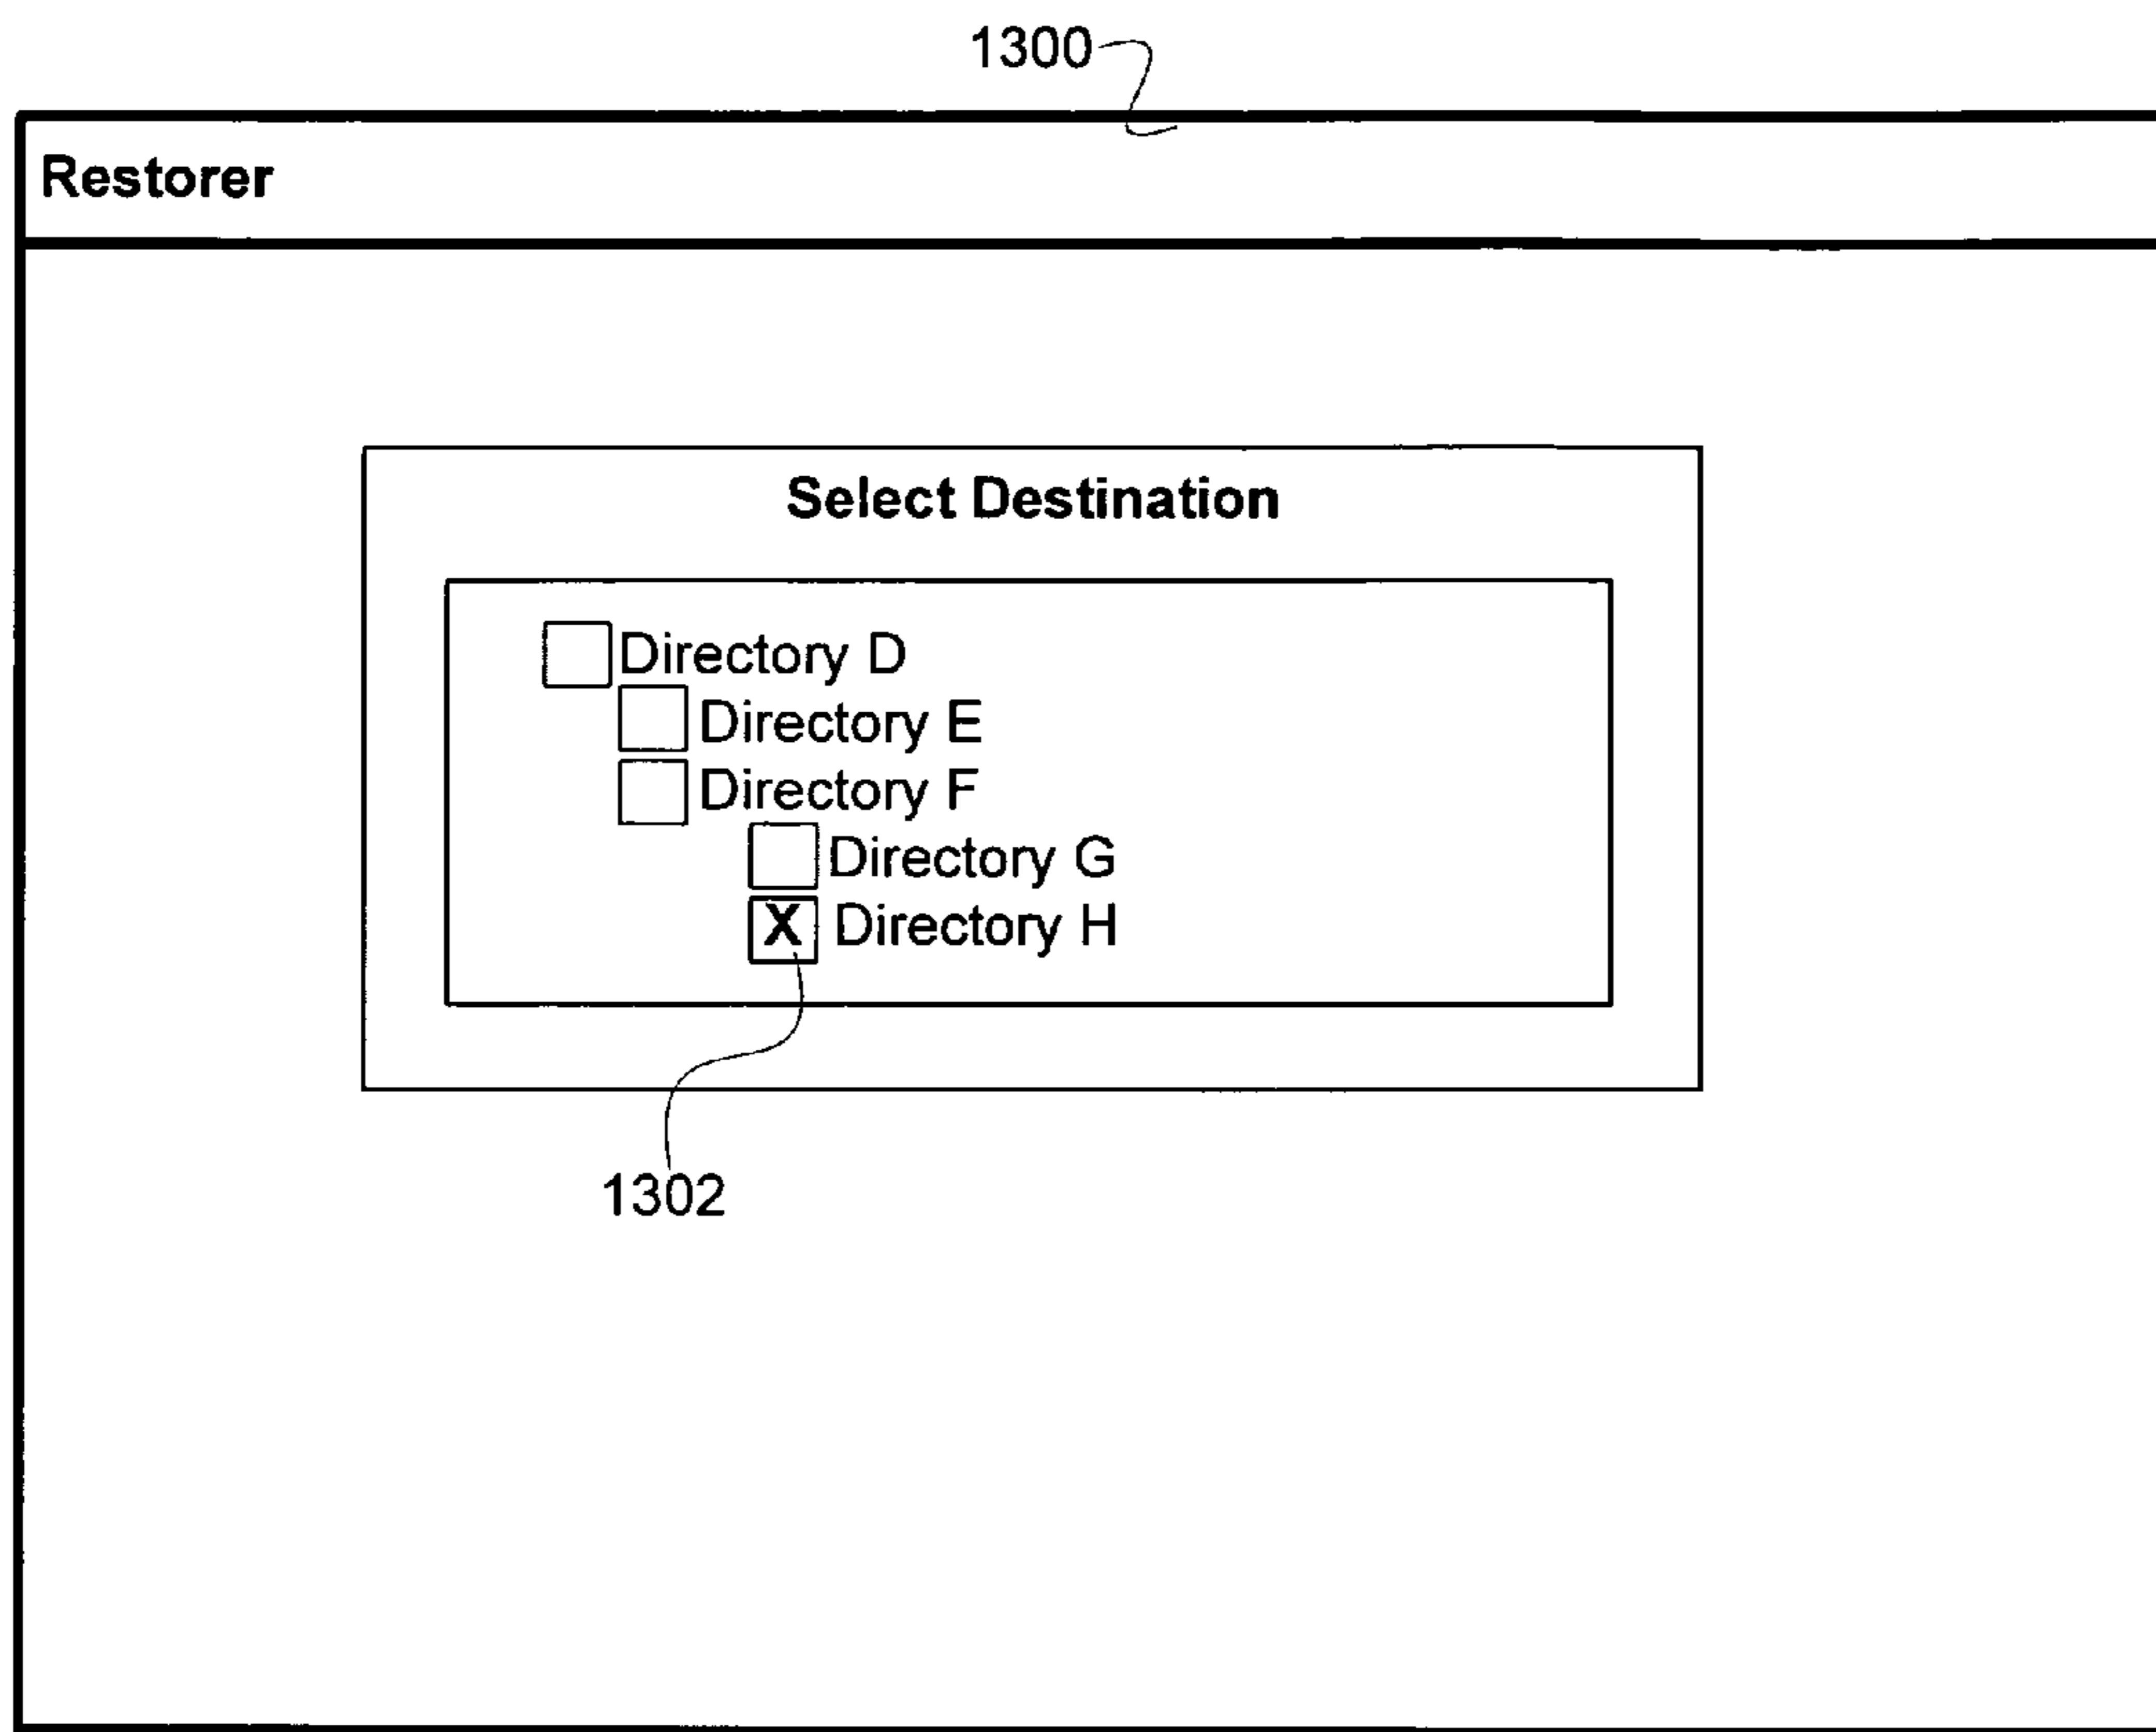 1300
Restorer
Select Destination
Directory D
Directory E
Directory F
Directory G
X Directory H
1302